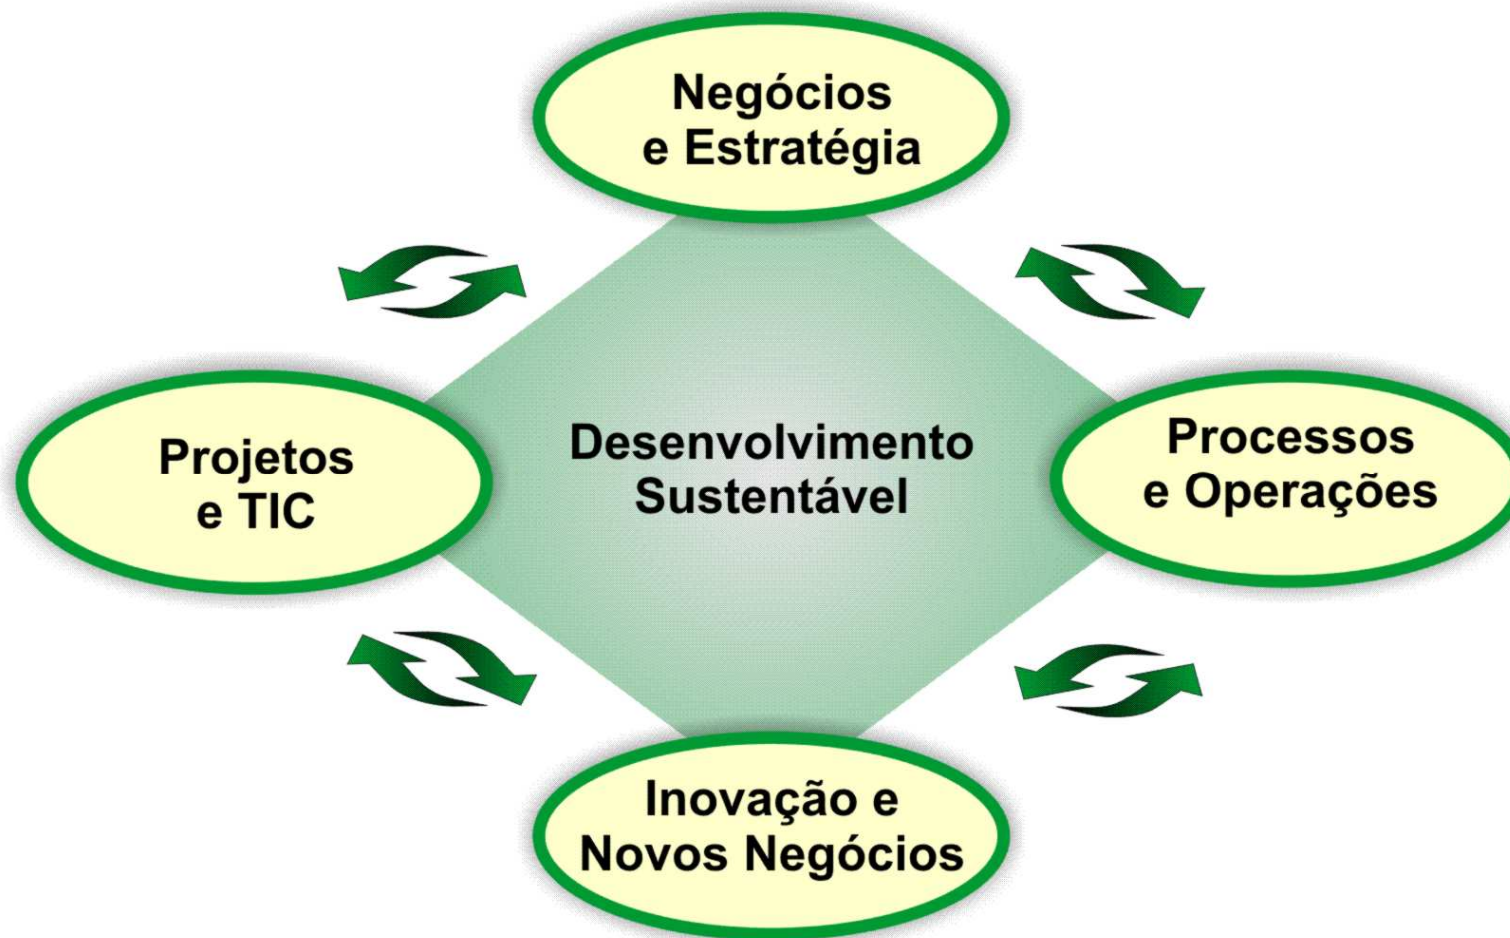 Negócios
e Estratégia
Projetos
e TIC
Desenvolvimento
Sustentável
Processos
e Operações
Inovação e
Novos Negócios